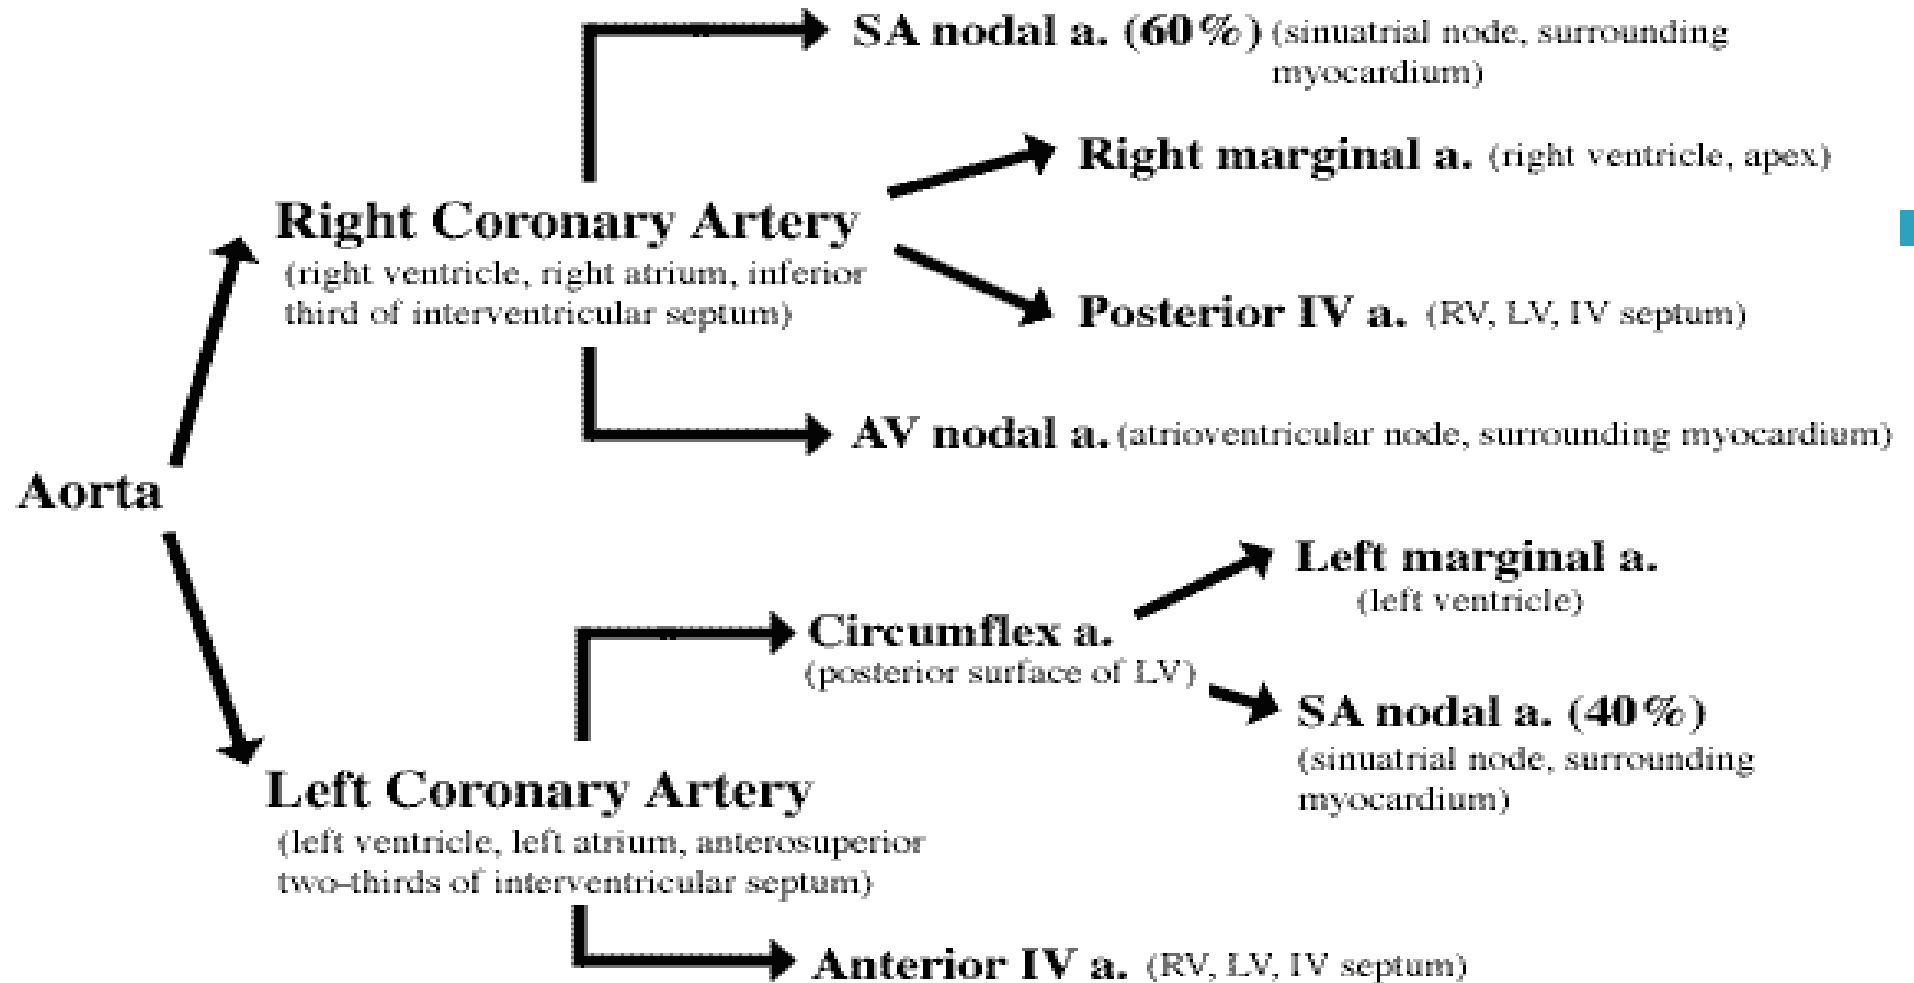 SA nodal a. (60%) (sinuatrial node, surrounding
myocardium)
Right marginal a. (right ventricle, apex)
Right Coronary Artery
(right ventricle, right atrium, inferior
third of interventricular septum)
Posterior IV a. (RV, LV, IV septum)
AV nodal a. (atrioventricular node, surrounding myocardium)
Aorta
Left marginal a.
(left ventricle)
Circumflex a.
(posterior surface of LV)
SA nodal a. (40%)
(sinuatrial node, surrounding
myocardium)
Left Coronary Artery
(left ventricle, left atrium, anterosuperior
two-thirds of interventricular septum)
Anterior IV a. (RV, LV, IV septum)